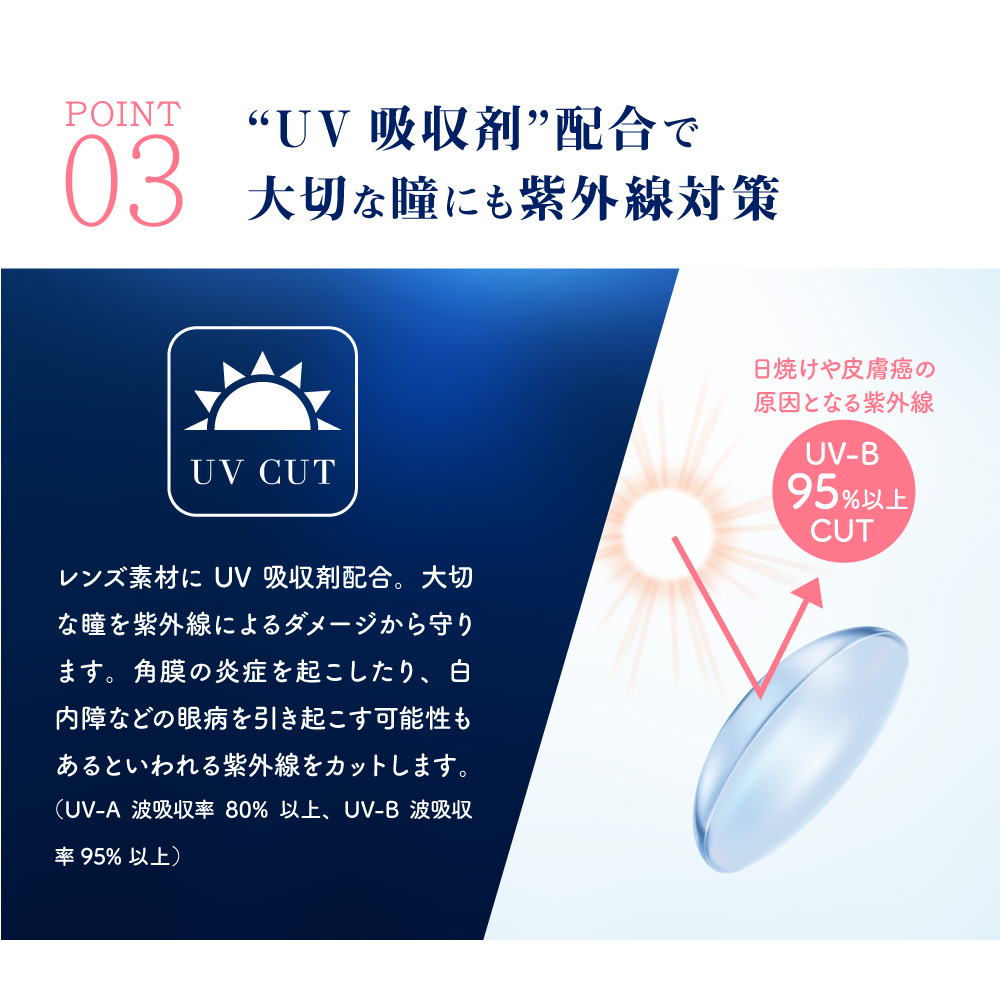 POINT
03
“UV 吸収剤”配合で
大切な瞳にも紫外線対策
UV CUT
レンズ素材に UV 吸収剤配合。大切
な瞳を紫外線によるダメージから守り
ます。角膜の炎症を起こしたり、白
内障などの眼病を引き起こす可能性も
あるといわれる紫外線をカットします。
（UV-A 波吸収率 80% 以上、UV-B 波吸収
率95% 以上）
日焼けや皮膚癌の
原因となる紫外線
UV-B
95%以上
CUT